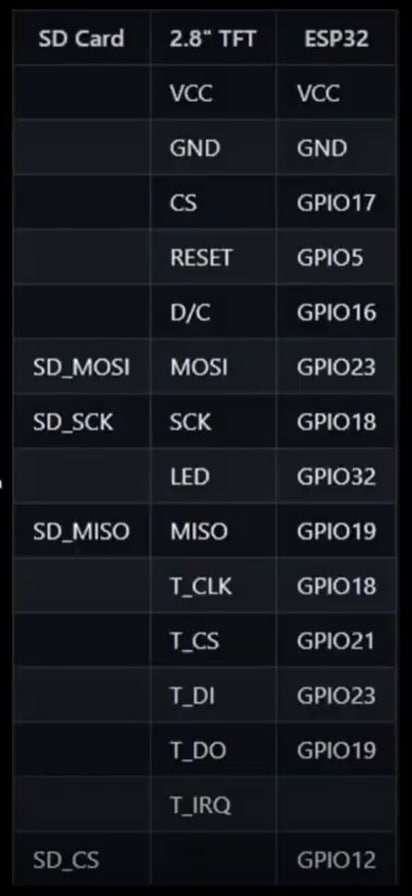 SD Card 2.8" TFT ESP32
VCC VCC
GND GND
CS GPIO17
RESET GPIO5
D/C GPIO16
SD_MOSI MOSI GPIO23
SD_SCK SCK GPIO18
LED GPIO32
SD_MISO MISO GPIO19
T_CLK GPIO18
T_CS GPIO21
T_DI GPIO23
T_DO GPIO19
T_IRQ
SD_CS GPIO12